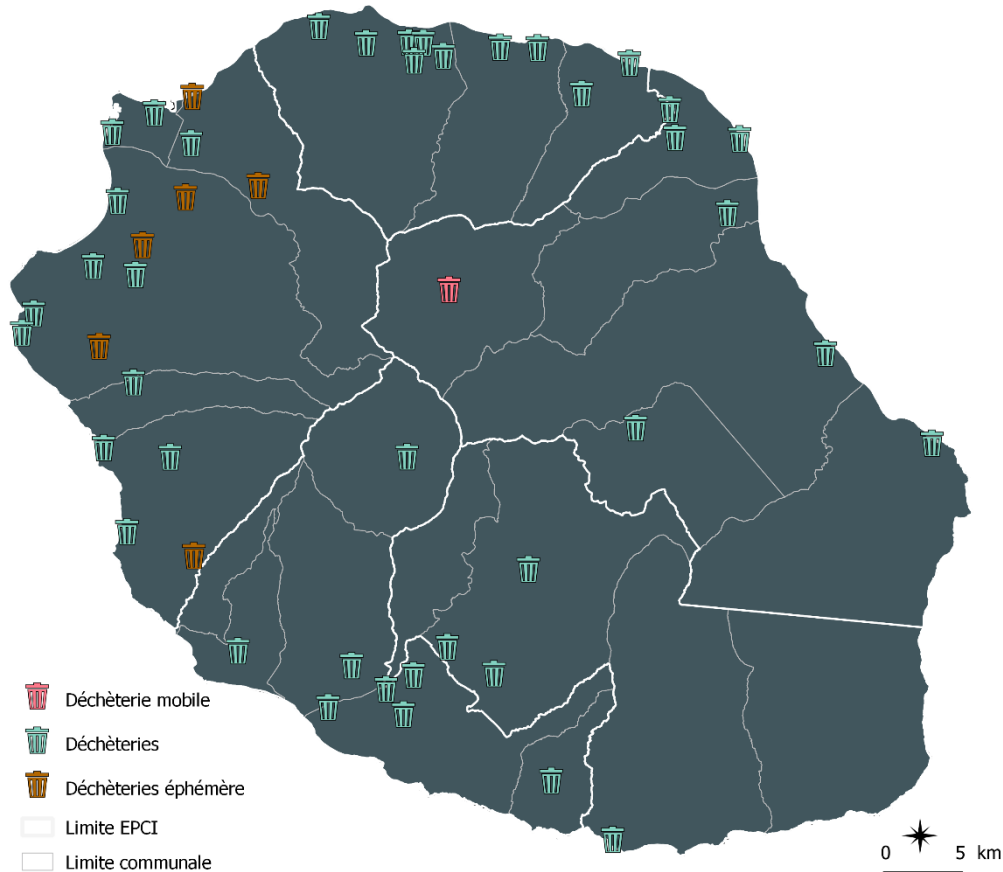 Déchèterie mobile
Déchèteries
Déchèteries éphémère
Limite EPCI
Limite communale
0 5 km